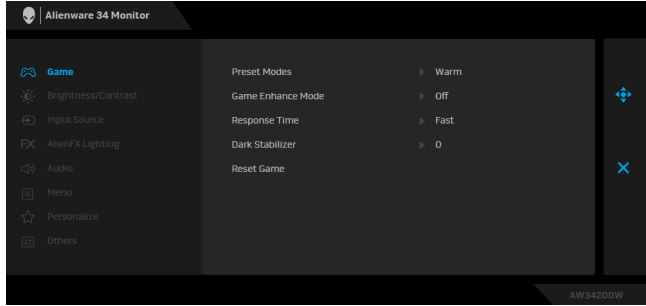 Alienware 34 Monitor
Game
Brightness/Contrast
Input Source
AlienFX Lighting
Audio
Menu
Personalize
Others
Preset Modes Warm
Game Enhance Mode Off
Response Time Fast
Dark Stabilizer 0
Reset Game
AW3420DW